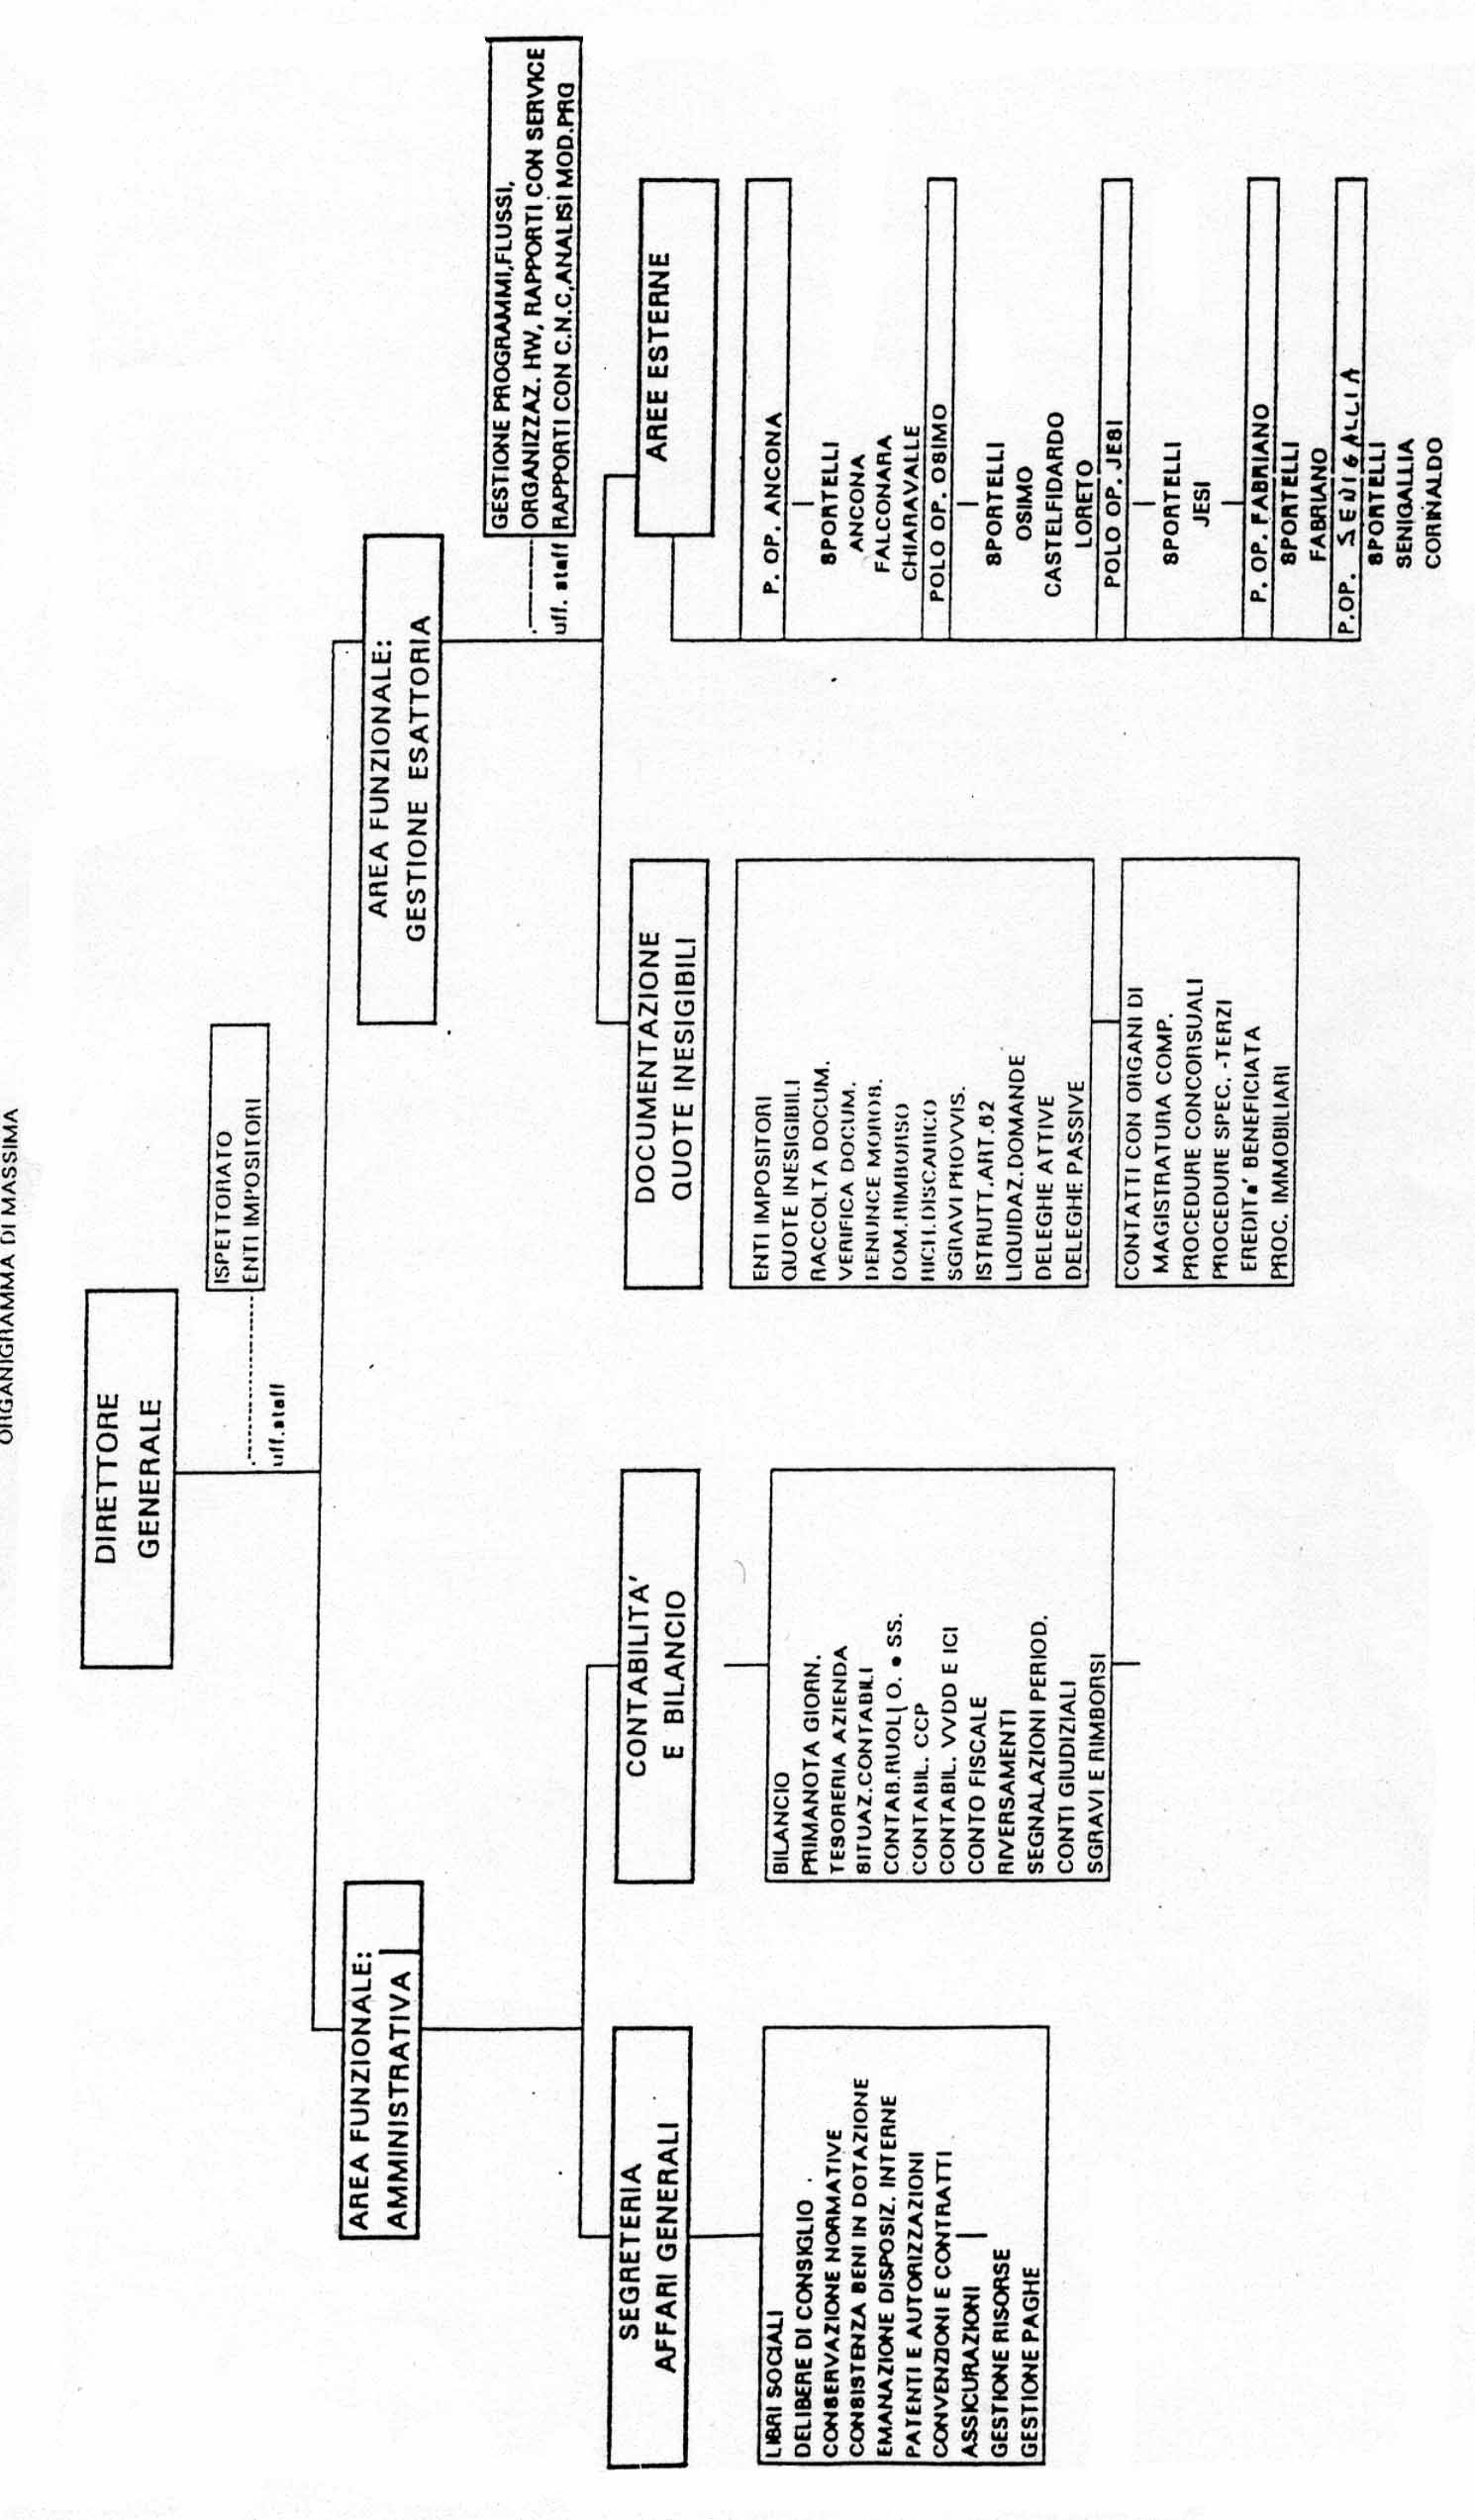 ORGANIGRAMMA DI MASSIMA
DIRETTORE
GENERALE
ISPETTORATO
ENTI IMPOSITORI
uff.staff
AREA FUNZIONALE:
AMMINISTRATIVA
AREA FUNZIONALE:
GESTIONE ESATTORIA
GESTIONE PROGRAMMI,FLUSSI,
ORGANIZZAZ. HW, RAPPORTI CON SERVICE
RAPPORTI CON C.N.C,ANALISI MOD.PRG
uff. staff
SEGRETERIA
AFFARI GENERALI
LIBRI SOCIALI
DELIBERE DI CONSIGLIO
CONSERVAZIONE NORMATIVE
CONSISTENZA BENI IN DOTAZIONE
EMANAZIONE DISPOSIZ. INTERNE
PATENTI E AUTORIZZAZIONI
CONVENZIONI E CONTRATTI
ASSICURAZIONI
GESTIONE RISORSE
GESTIONE PAGHE
CONTABILITA'
E BILANCIO
BILANCIO
PRIMANOTA GIORN.
TESORERIA AZIENDA
SITUAZ.CONTABILI
CONTAB.RUOLI O. e SS.
CONTABIL. CCP
CONTABIL. VVDD E ICI
CONTO FISCALE
RIVERSAMENTI
SEGNALAZIONI PERIOD.
CONTI GIUDIZIALI
SGRAVI E RIMBORSI
DOCUMENTAZIONE
QUOTE INESIGIBILI
ENTI IMPOSITORI
QUOTE INESIGIBILI
RACCOLTA DOCUM.
VERIFICA DOCUM.
DENUNCE MOROS.
DOM.RIMBORSO
RICH.DISCARICO
SGRAVI PROVVIS.
ISTRUTT.ART.82
LIQUIDAZ.DOMANDE
DELEGHE ATTIVE
DELEGHE PASSIVE
CONTATTI CON ORGANI DI
MAGISTRATURA COMP.
PROCEDURE CONCORSUALI
PROCEDURE SPEC. -TERZI
EREDITa' BENEFICIATA
PROC. IMMOBILIARI
AREE ESTERNE
P. OP. ANCONA
SPORTELLI
ANCONA
FALCONARA
CHIARAVALLE
POLO OP. OSIMO
SPORTELLI
OSIMO
CASTELFIDARDO
LORETO
POLO OP. JESI
SPORTELLI
JESI
P. OP. FABRIANO
SPORTELLI
FABRIANO
P.OP. SENIGALLIA
SPORTELLI
SENIGALLIA
CORINALDO